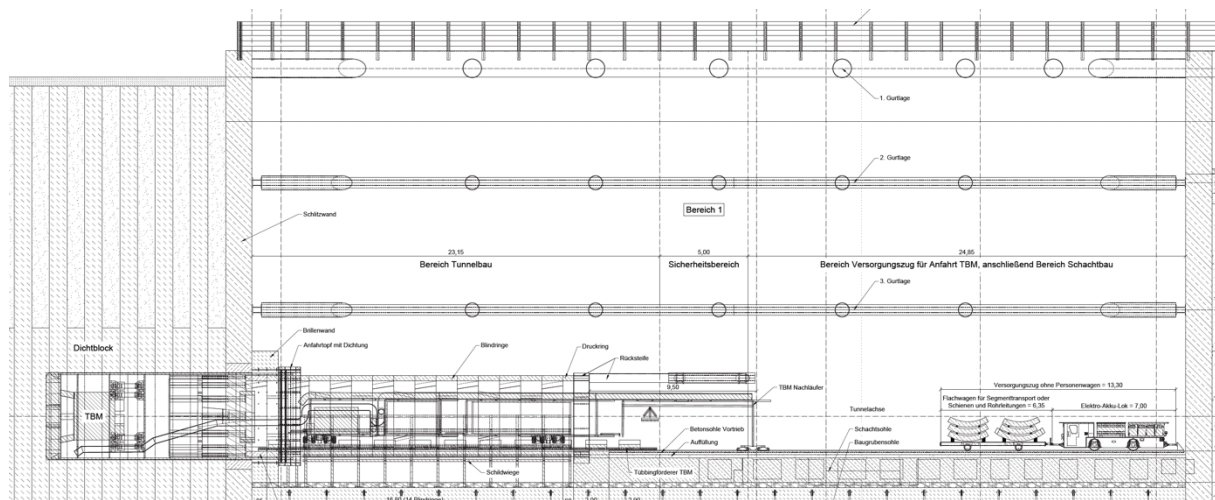 1. Gurtlage
2. Gurtlage
Bereich 1
Schlitzwand
23,15
5,00
24,85
Bereich Tunnelbau
Sicherheitsbereich
Bereich Versorgungszug für Anfahrt TBM, anschließend Bereich Schachtbau
3. Gurtlage
Brillenwand
Dichtblock
Anfahrtopf mit Dichtung
Blindringe
Druckring
Rücksteife
9,50
TBM Nachläufer
Versorgungszug ohne Personenwagen = 13,30
Flachwagen für Segmenttransport oder
Schienen und Rohrleitungen = 6,35
Elektro-Akku-Lok = 7,00
TBM
Tunnelachse
Betonsohle Vortrieb
Schachtsohle
Auffüllung
Baugrubensohle
Schildwiege
Tübbingförderer TBM